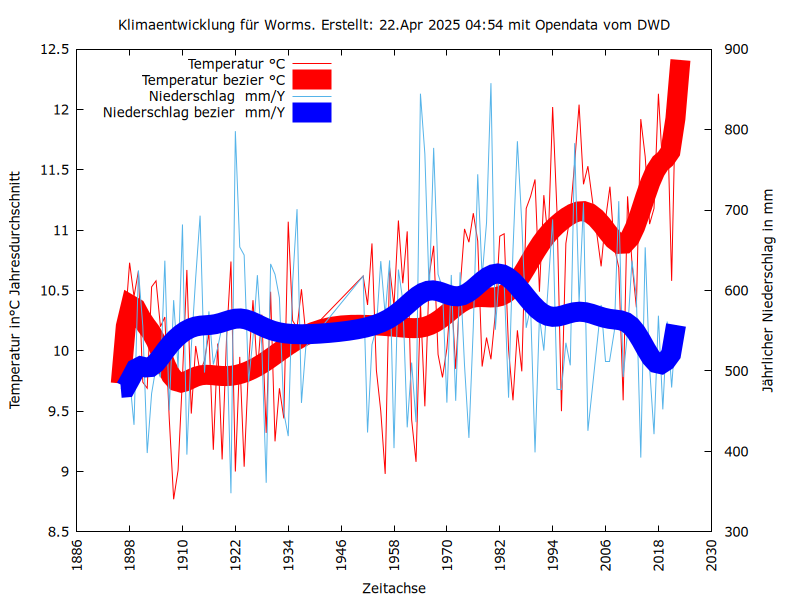 Klimaentwicklung für Worms. Erstellt: 22.Apr 2025 04:54 mit Opendata vom DWD
Temperatur °C
Temperatur bezier °C
Niederschlag  mm/Y
Niederschlag bezier  mm/Y
Temperatur in°C Jahresdurchschnitt
12.5
12
11.5
11
10.5
10
9.5
9
8.5
900
800
700
600
500
400
300
Jährlicher Niederschlag in mm
1886 1898 1910 1922 1934 1946 1958 1970 1982 1994 2006 2018 2030
Zeitachse